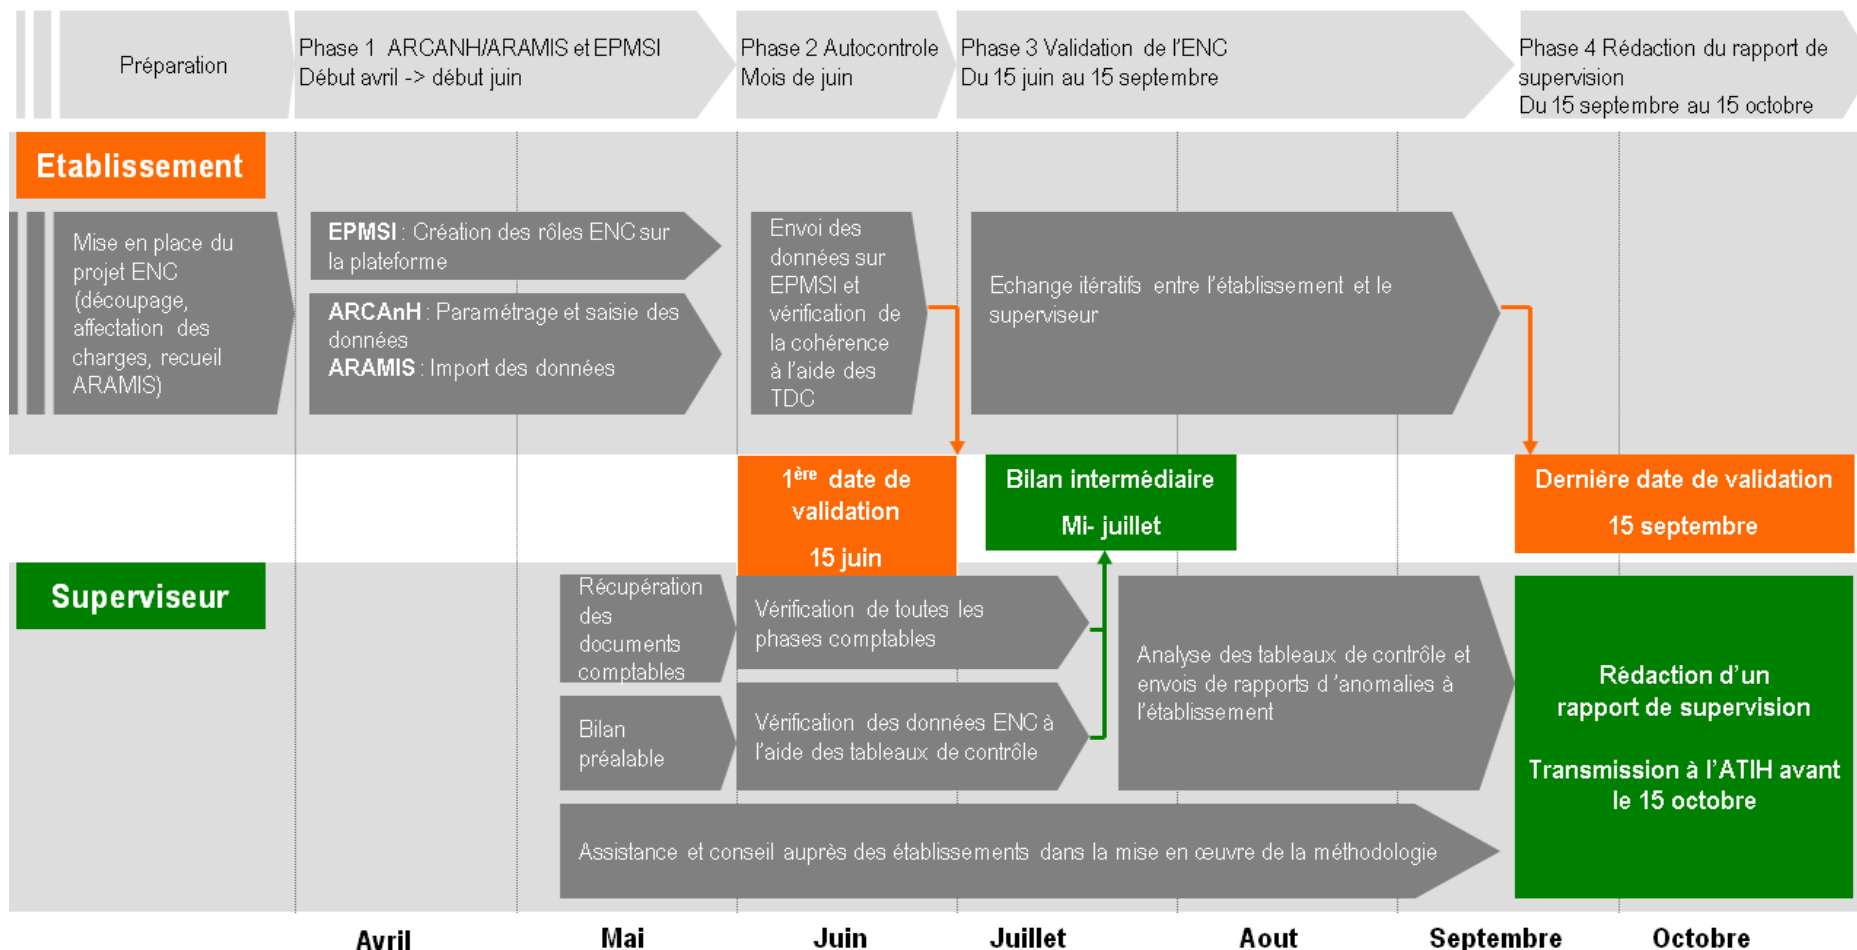 Préparation
Phase 1  ARCANH/ARAMIS et EPMSI
Début avril -> début juin
Phase 2 Autocontrole
Mois de juin
Phase 3 Validation de l'ENC
Du 15 juin au 15 septembre
Phase 4 Rédaction du rapport de
supervision
Du 15 septembre au 15 octobre
Etablissement
Mise en place du
projet ENC
(découpage,
affectation des
charges, recueil
ARAMIS)
EPMSI : Création des rôles ENC sur
la plateforme
ARCAnH : Paramétrage et saisie des
données
ARAMIS : Import des données
Envoi des
données sur
EPMSI et
vérification de
la cohérence
à l'aide des
TDC
Echange itératifs entre l'établissement et le
superviseur
1ère date de
validation
15 juin
Bilan intermédiaire
Mi- juillet
Dernière date de validation
15 septembre
Superviseur
Récupération
des
documents
comptables
Vérification de toutes les
phases comptables
Bilan
préalable
Vérification des données ENC à
l'aide des tableaux de contrôle
Analyse des tableaux de contrôle et
envois de rapports d 'anomalies à
l'établissement
Assistance et conseil auprès des établissements dans la mise en œuvre de la méthodologie
Rédaction d'un
rapport de supervision
Transmission à l'ATIH avant
le 15 octobre
Avril
Mai
Juin
Juillet
Aout
Septembre
Octobre